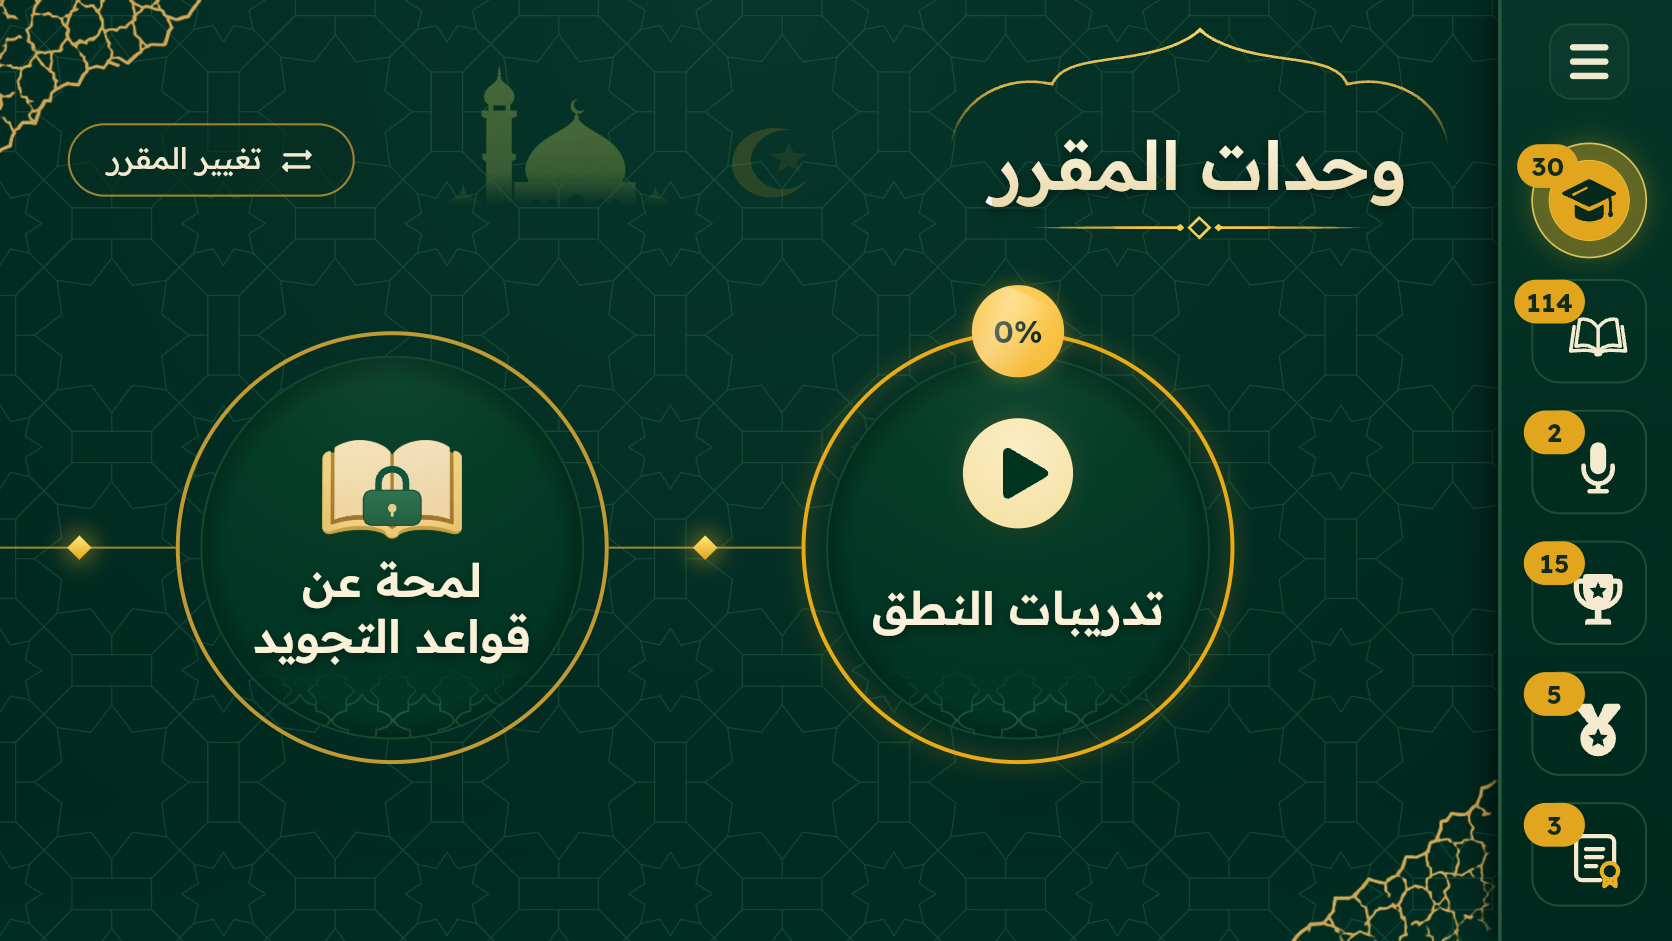 وحدات المقرر
تغيير المقرر
0%
تدريبات النطق
لمحة عن
قواعد التجويد
30
114
2
15
5
3